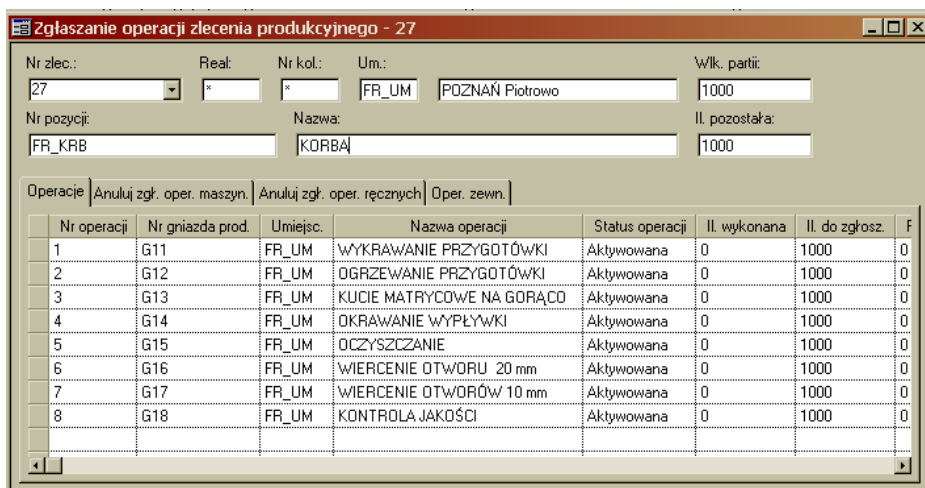 Zgłaszanie operacji zlecenia produkcyjnego - 27
Nr zlec.: Real: Nr kol.: Um.: Wlk. partii:
27 * * FR_UM POZNAŃ Piotrowo 1000
Nr pozycji: Nazwa: Il. pozostała:
FR_KRB KORBA 1000
Operacje Anuluj zgł. oper. maszyn. Anuluj zgł. oper. ręcznych Oper. zewn.
Nr operacji Nr gniazda prod. Umiejsc. Nazwa operacji Status operacji Il. wykonana Il. do zgłosz.
1 G11 FR_UM WYKRAWANIE PRZYGOTÓWKI Aktywowana 0 1000 0
2 G12 FR_UM OGRZEWANIE PRZYGOTÓWKI Aktywowana 0 1000 0
3 G13 FR_UM KUCIE MATRYCOWE NA GORĄCO Aktywowana 0 1000 0
4 G14 FR_UM OKRAWANIE WYPŁYWKI Aktywowana 0 1000 0
5 G15 FR_UM OCZYSZCZANIE Aktywowana 0 1000 0
6 G16 FR_UM WIERCENIE OTWORU 20 mm Aktywowana 0 1000 0
7 G17 FR_UM WIERCENIE OTWORÓW 10 mm Aktywowana 0 1000 0
8 G18 FR_UM KONTROLA JAKOŚCI Aktywowana 0 1000 0